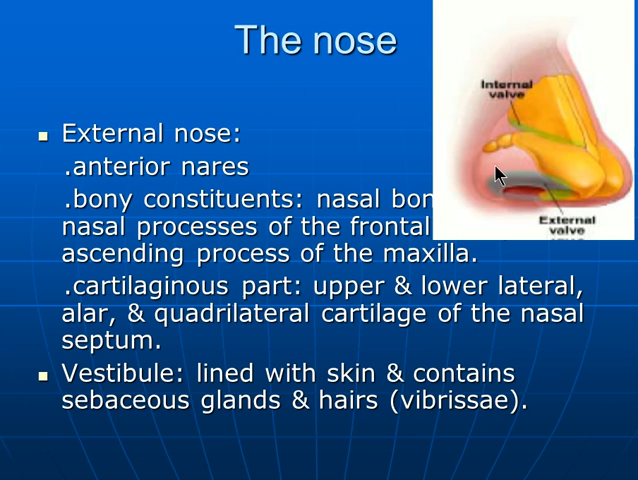 The nose
Internal
valve
External nose:
.anterior nares
.bony constituents: nasal
nasal processes of the frontal
External
valve
ascending process of the maxilla.
.cartilaginous part: upper & lower lateral,
alar, & quadrilateral cartilage of the nasal
septum.
Vestibule: lined with skin & contains
sebaceous glands & hairs (vibrissae).